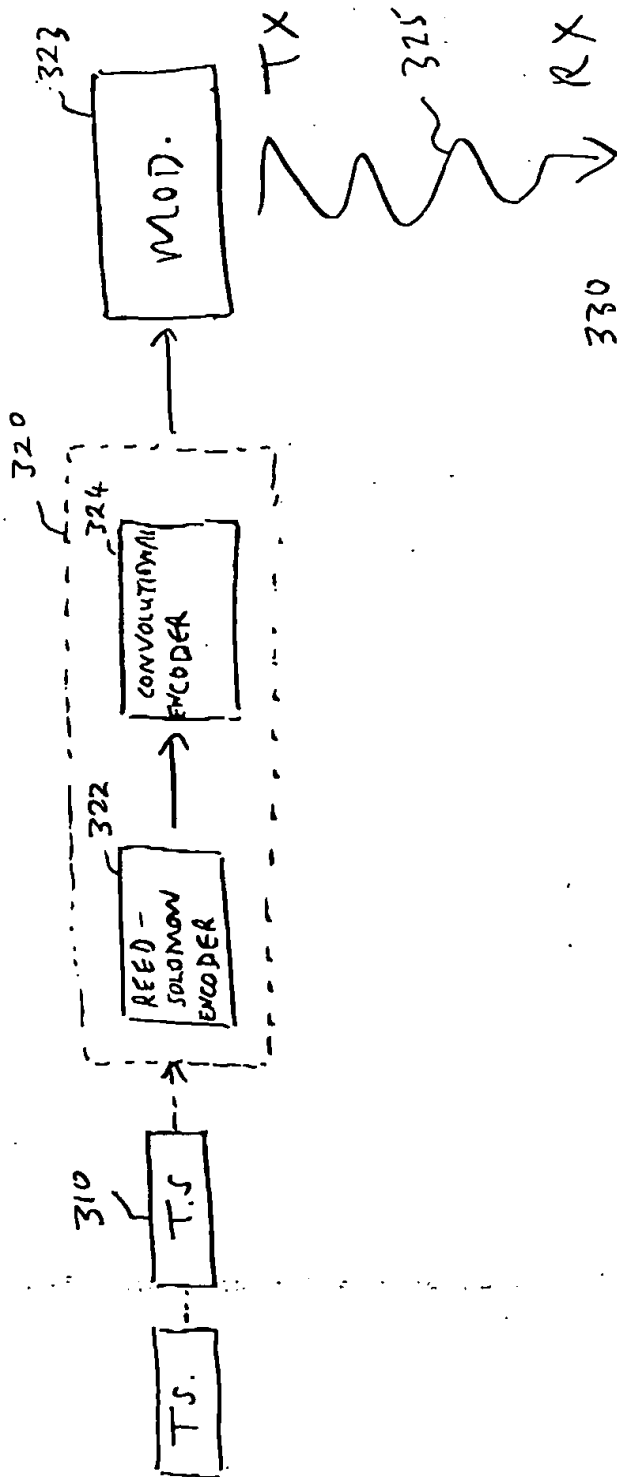 T S.
310
T.S
320
322
REED-
SOLOMON
ENCODER
324
CONVOLUTIONAL
ENCODER
323
MOD.
TX
325
RX
330